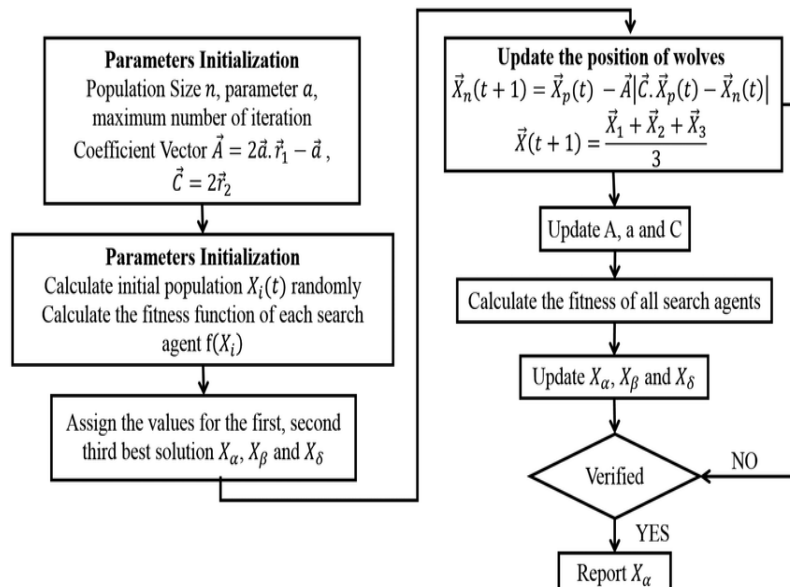 Parameters Initialization
Population Size n, parameter a,
maximum number of iteration
Coefficient Vector A⃗ = 2a⃗.r⃗₁ − a⃗ ,
C⃗ = 2r⃗₂
Parameters Initialization
Calculate initial population Xᵢ(t) randomly
Calculate the fitness function of each search
agent f(Xᵢ)
Assign the values for the first, second
third best solution X_α, X_β and X_δ
Update the position of wolves
X⃗ₙ(t + 1) = X⃗ₚ(t) − A⃗|C⃗.X⃗ₚ(t) − X⃗ₙ(t)|
X⃗(t + 1) = (X⃗₁ + X⃗₂ + X⃗₃)/3
Update A, a and C
Calculate the fitness of all search agents
Update X_α, X_β and X_δ
Verified
NO
YES
Report X_α